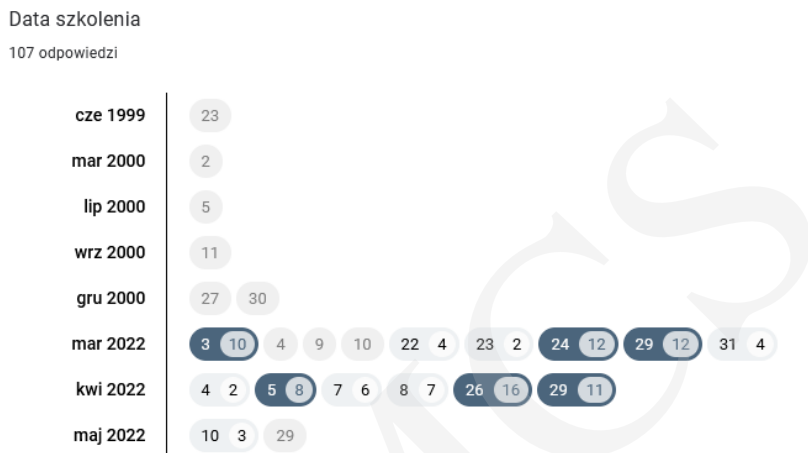 Data szkolenia
107 odpowiedzi
cze 1999 23
mar 2000 2
lip 2000 5
wrz 2000 11
gru 2000 27 30
mar 2022 3 10 4 9 10 22 4 23 2 24 12 29 12 31 4
kwi 2022 4 2 5 8 7 6 8 7 26 16 29 11
maj 2022 10 3 29